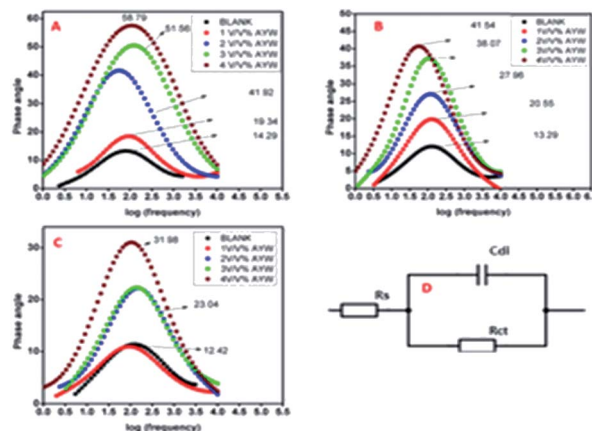 A
58.79
51.56
BLANK
1 V/V% AYW
2 V/V% AYW
3 V/V% AYW
4 V/V% AYW
41.92
19.34
14.29
Phase angle
60
50
40
30
20
10
0
0.0 0.5 1.0 1.5 2.0 2.5 3.0 3.5 4.0 4.5 5.0 5.5
log (frequency)
B
41.54
38.07
27.96
20.55
13.29
BLANK
1V/V% AYW
2V/V% AYW
3V/V% AYW
4V/V% AYW
Phase angle
50
45
40
35
30
25
20
15
10
5
0
0.0 0.5 1.0 1.5 2.0 2.5 3.0 3.5 4.0 4.5 5.0 5.5
log (frequency)
C
31.98
23.04
12.42
BLANK
1V/V% AYW
2V/V% AYW
3V/V% AYW
4V/V% AYW
Phase angle
30
20
10
0
0.0 0.5 1.0 1.5 2.0 2.5 3.0 3.5 4.0 4.5 5.0 5.5
log (frequency)
Cdl
Rs
D
Rct